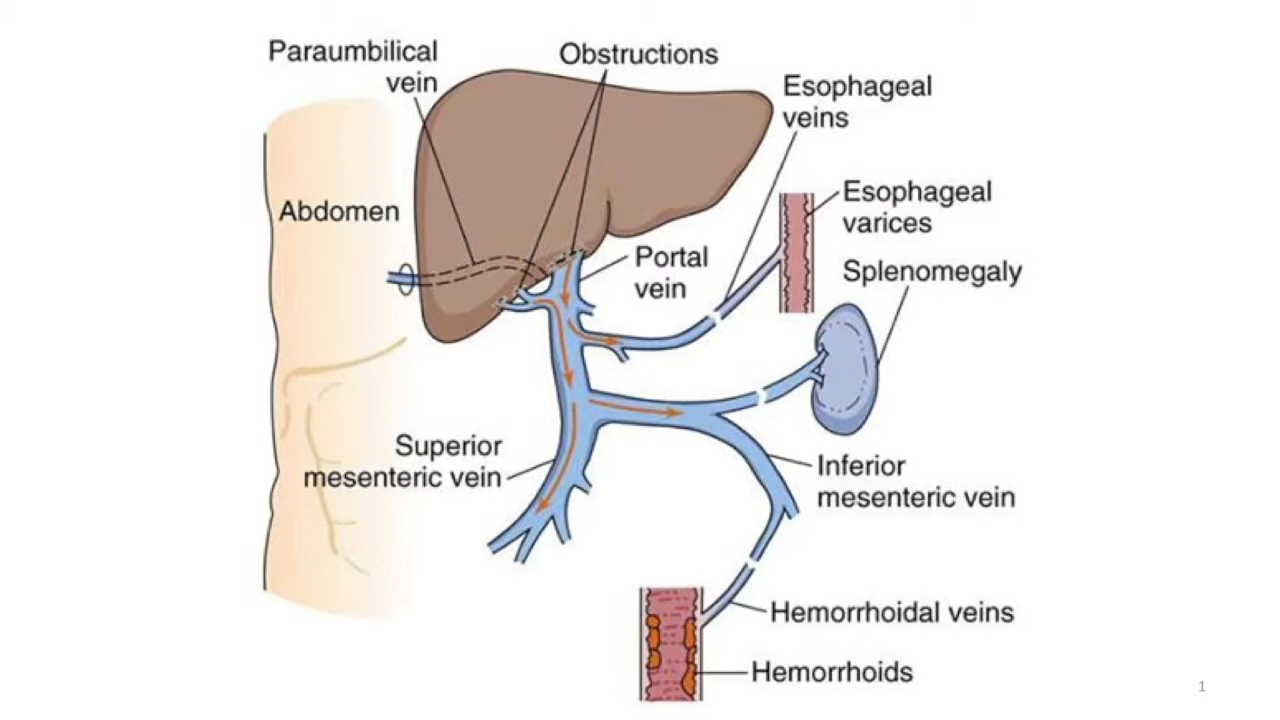 Paraumbilical
vein
Obstructions
Esophageal
veins
Esophageal
varices
Abdomen
Portal
vein
Splenomegaly
Superior
mesenteric vein
Inferior
mesenteric vein
Hemorrhoidal veins
Hemorrhoids
1